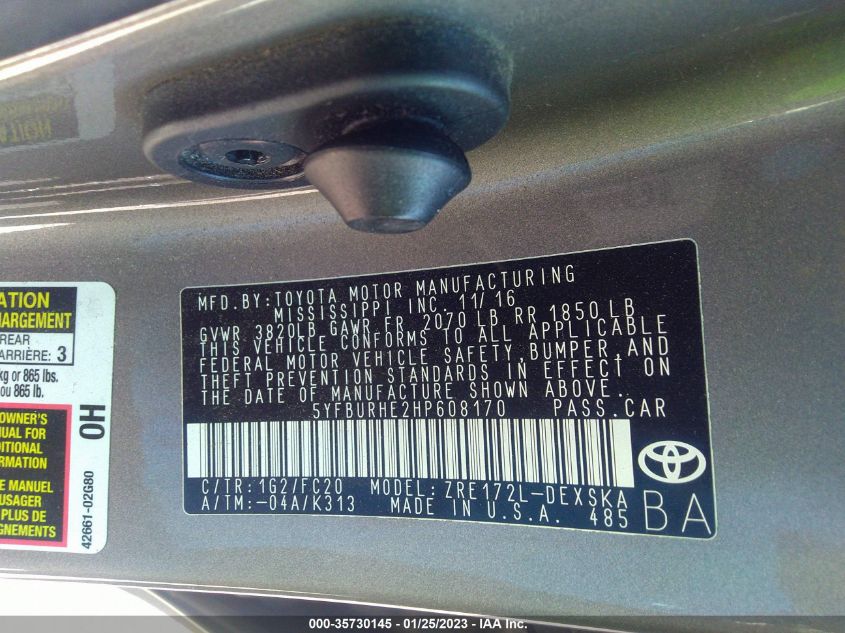 MFD.BY:TOYOTA MOTOR MANUFACTURING
MISSISSIPPI INC. 11/16
GVWR 3820LB GAWR FR 2070 LB RR 1850 LB
THIS VEHICLE CONFORMS TO ALL APPLICABLE
FEDERAL MOTOR VEHICLE SAFETY,BUMPER,AND
THEFT PREVENTION STANDARDS IN EFFECT ON
THE DATE OF MANUFACTURE SHOWN ABOVE.
5YFBURHE2HP608170 PASS.CAR
C/TR:1G2/FC20 MODEL:ZRE172L-DEXSKA
A/TM:-04A/K313 MADE IN U.S.A. 485
BA
ATION
HARGEMENT
REAR
ARRIÈRE: 3
kg or 865 lbs.
ou 865 lb.
OWNER'S
NUAL FOR
DITIONAL
ORMATION
E MANUEL
USAGER
PLUS DE
GNEMENTS
0H
42661-02G80
000-35730145 - 01/25/2023 - IAA Inc.